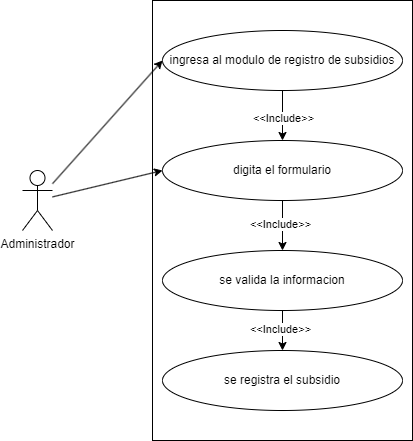 ingresa al modulo de registro de subsidios
<<Include>>
digita el formulario
<<Include>>
Administrador
se valida la informacion
<<Include>>
se registra el subsidio